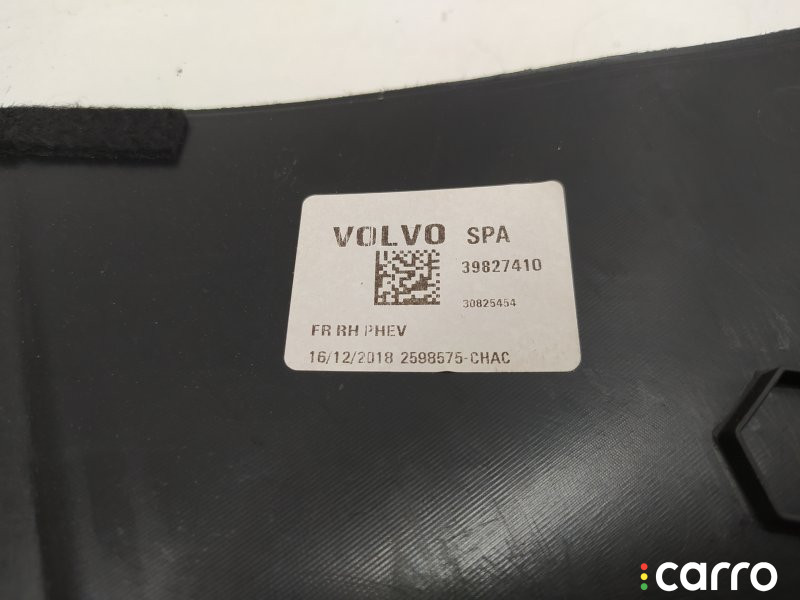 VOLVO SPA
39827410
30825454
FR RH PHEV
16/12/2018 2598575-CHAC
carro